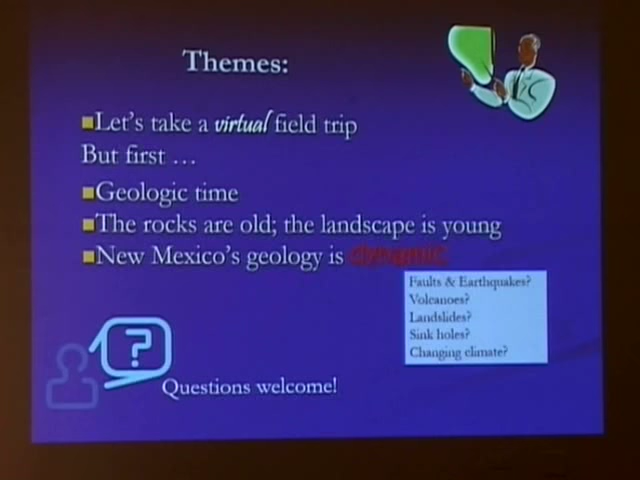 Themes:
Let's take a virtual field trip
But first …
Geologic time
The rocks are old; the landscape is young
New Mexico's geology is dynamic
Faults & Earthquakes?
Volcanoes?
Landslides?
Sink holes?
Changing climate?
?
Questions welcome!